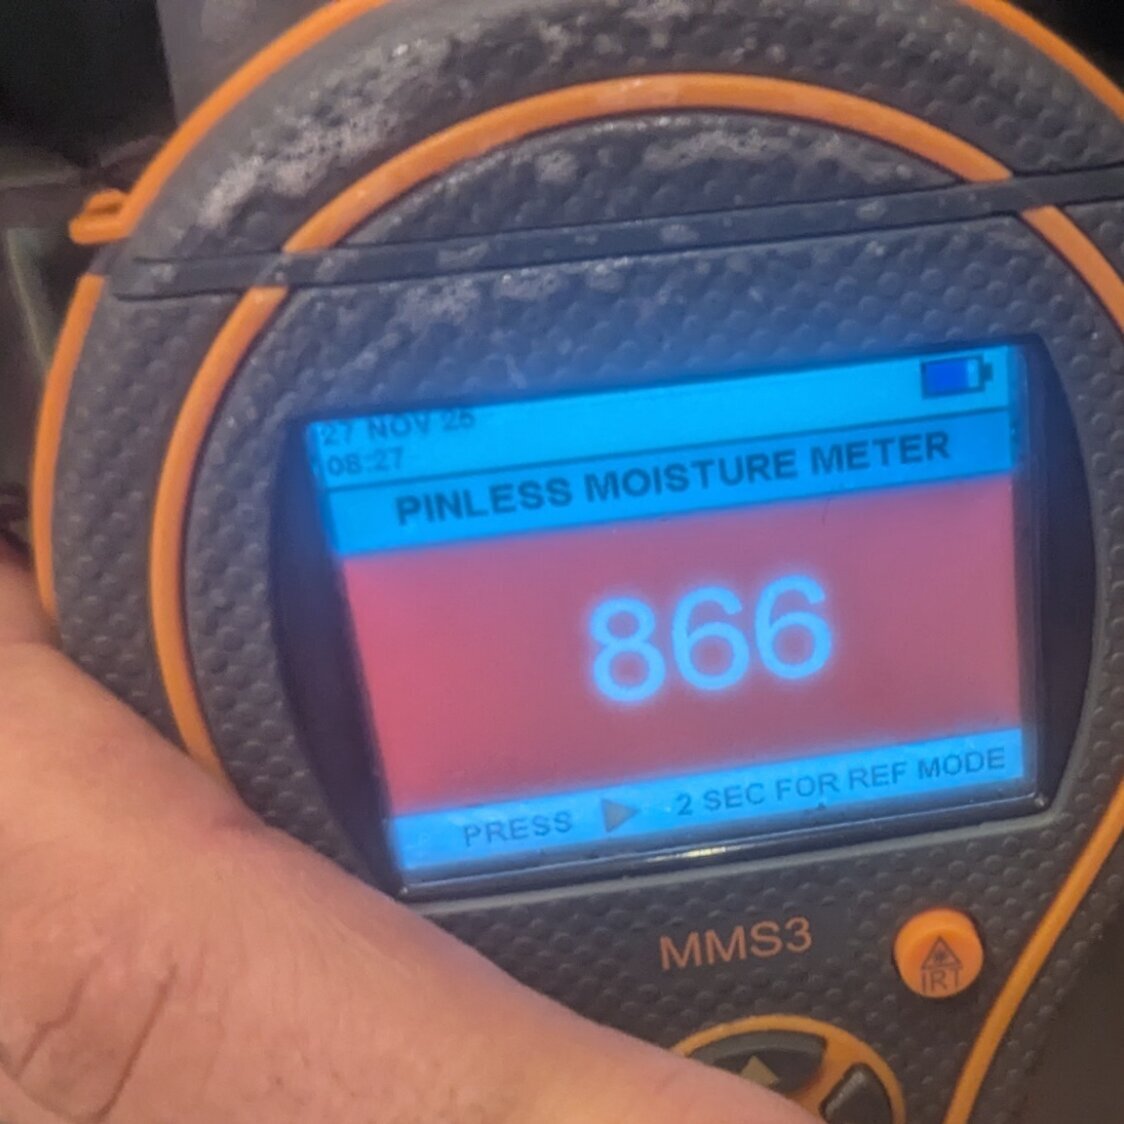 27 NOV 25
08:27
PINLESS MOISTURE METER
866
PRESS 2 SEC FOR REF MODE
MMS3
IRT